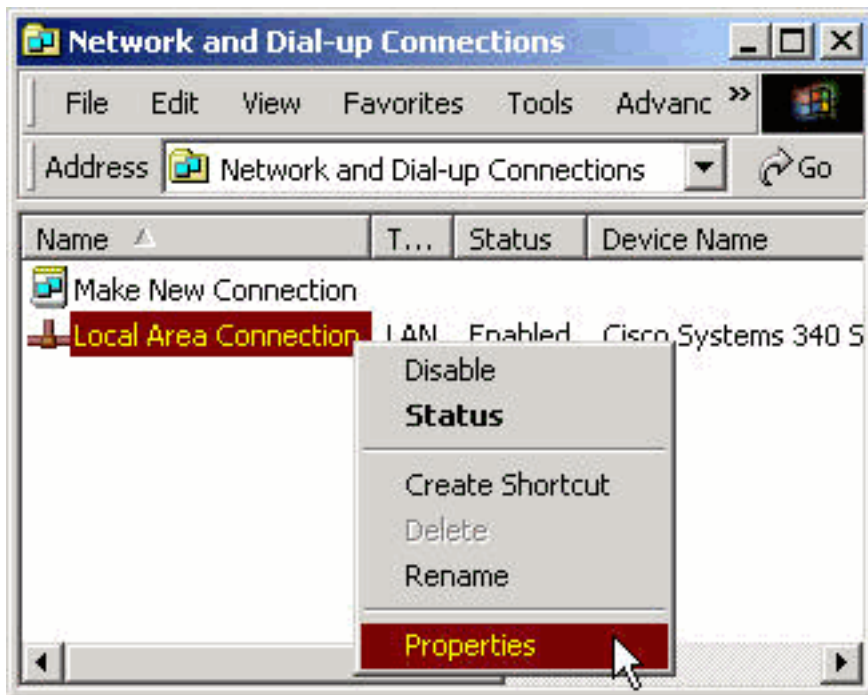 Network and Dial-up Connections
File Edit View Favorites Tools Advanc »
Address Network and Dial-up Connections Go
Name T... Status Device Name
Make New Connection
Local Area Connection LAN Enabled Cisco Systems 340 S
Disable
Status
Create Shortcut
Delete
Rename
Properties